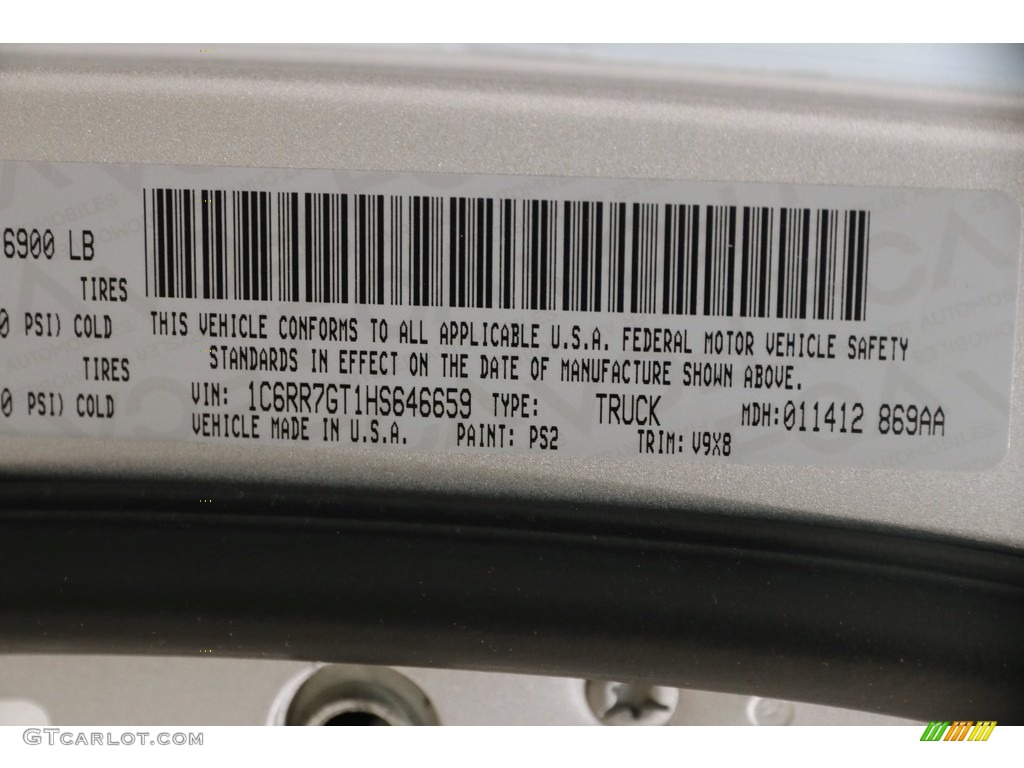 6900 LB
TIRES
0 PSI) COLD
TIRES
0 PSI) COLD
THIS VEHICLE CONFORMS TO ALL APPLICABLE U.S.A. FEDERAL MOTOR VEHICLE SAFETY
STANDARDS IN EFFECT ON THE DATE OF MANUFACTURE SHOWN ABOVE.
VIN: 1C6RR7GT1HS646659 TYPE: TRUCK MDH:011412 869AA
VEHICLE MADE IN U.S.A. PAINT: PS2 TRIM: V9X8
GTCARLOT.COM